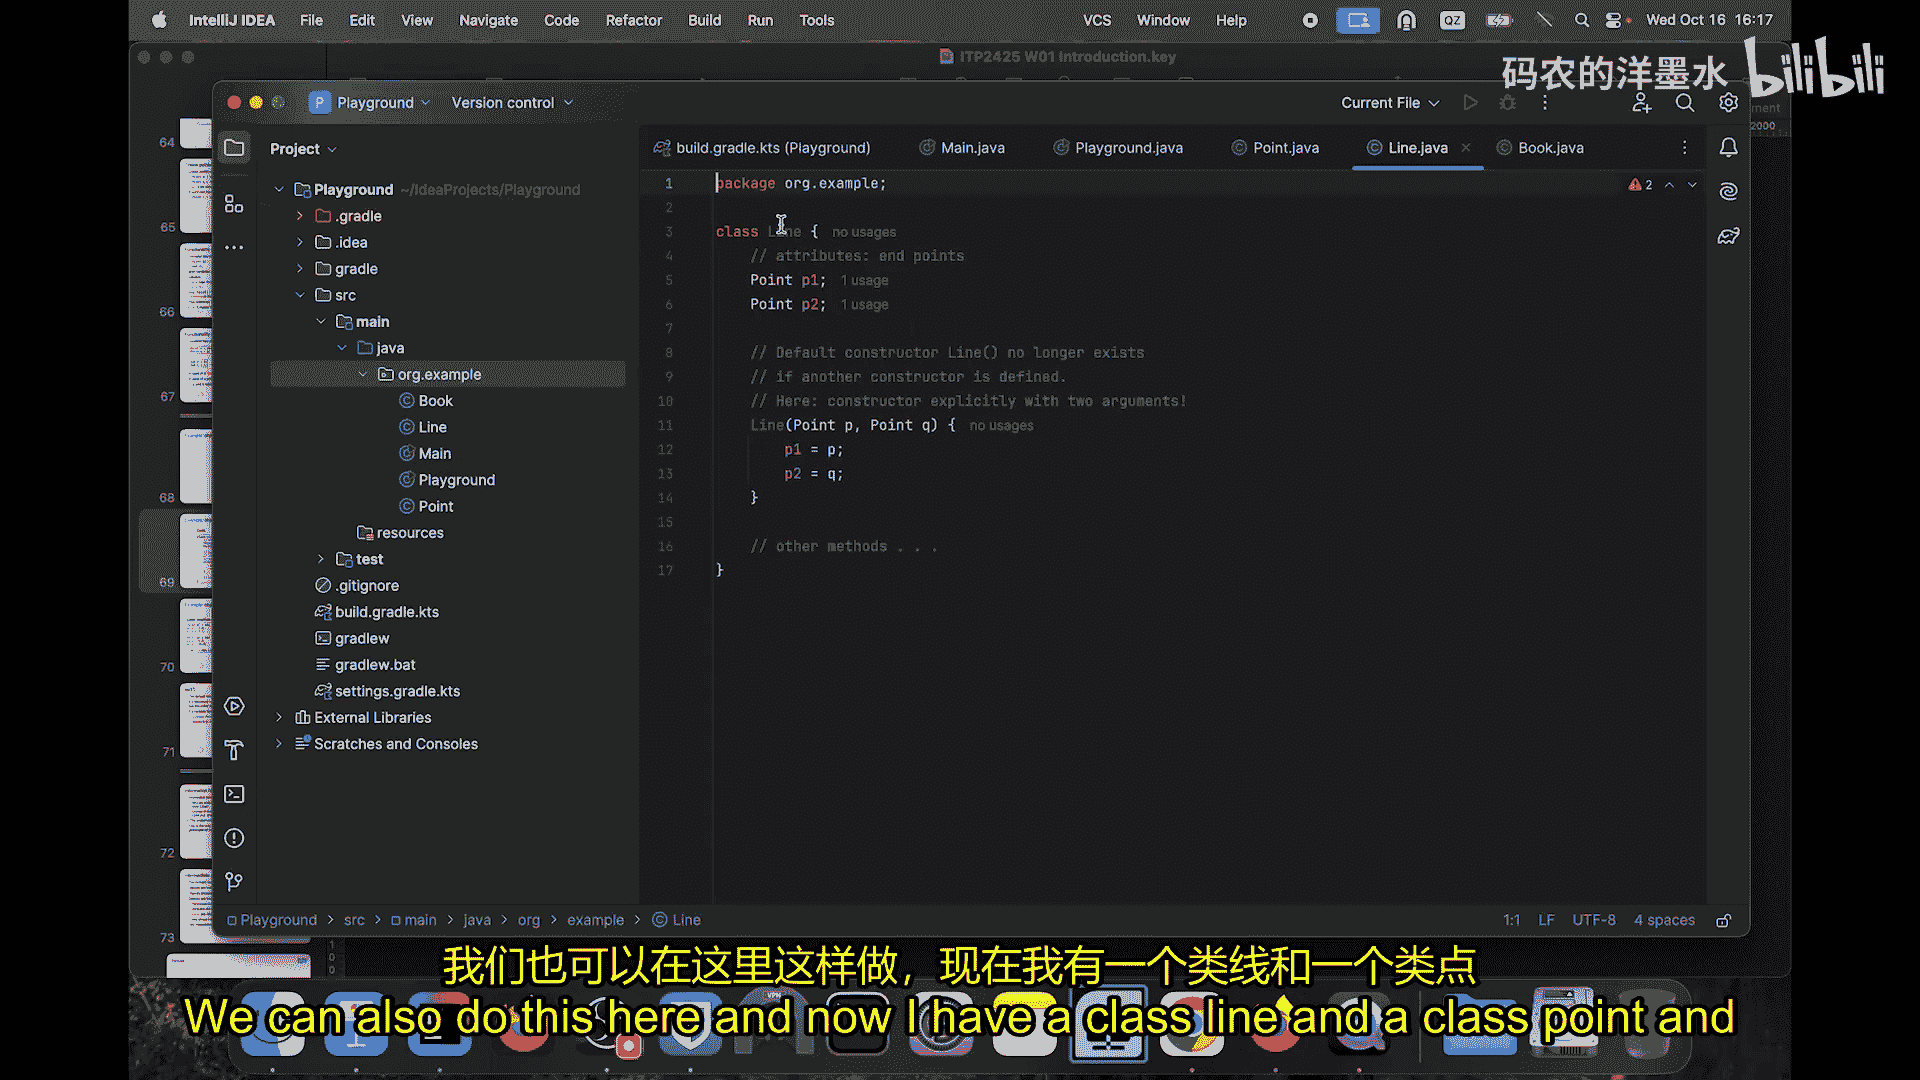 IntelliJ IDEA File Edit View Navigate Code Refactor Build Run Tools VCS Window Help QZ Wed Oct 16 16:17
ITP2425 W01 Introduction.key
码农的洋墨水 bilibili
P Playground Version control Current File
2000
Project
build.gradle.kts (Playground) Main.java Playground.java Point.java Line.java Book.java
Playground ~/IdeaProjects/Playground
.gradle
.idea
gradle
src
main
java
org.example
Book
Line
Main
Playground
Point
resources
test
.gitignore
build.gradle.kts
gradlew
gradlew.bat
settings.gradle.kts
External Libraries
Scratches and Consoles
64
65
66
67
68
69
70
71
72
73
2
1 package org.example;
2
3 class Line { no usages
4 // attributes: end points
5 Point p1; 1 usage
6 Point p2; 1 usage
7
8 // Default constructor Line() no longer exists
9 // if another constructor is defined.
10 // Here: constructor explicitly with two arguments!
11 Line(Point p, Point q) { no usages
12 p1 = p;
13 p2 = q;
14 }
15
16 // other methods . . .
17 }
Playground > src > main > java > org > example > Line 1:1 LF UTF-8 4 spaces
我们也可以在这里这样做，现在我有一个类线和一个类点
We can also do this here and now I have a class line and a class point and